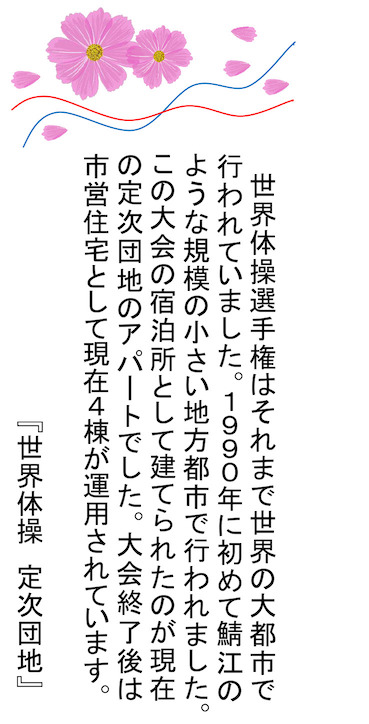 世界体操選手権はそれまで世界の大都市で
行われていました。1990年に初めて鯖江の
ような規模の小さい地方都市で行われました。
この大会の宿泊所として建てられたのが現在
の定次団地のアパートでした。大会終了後は
市営住宅として現在4棟が運用されています。
『世界体操　定次団地』